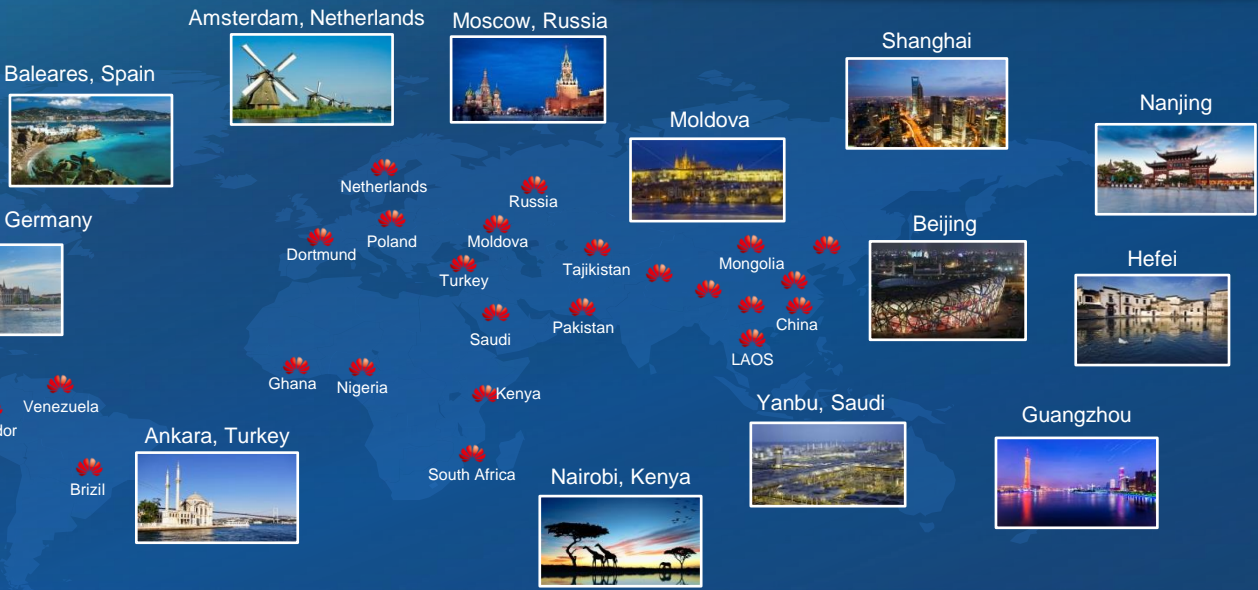 Amsterdam, Netherlands
Moscow, Russia
Shanghai
Baleares, Spain
Nanjing
Moldova
Netherlands
Russia
Germany
Beijing
Poland
Moldova
Dortmund
Mongolia
Hefei
Tajikistan
Turkey
China
Pakistan
Saudi
LAOS
Ghana
Nigeria
Kenya
Yanbu, Saudi
Venezuela
Guangzhou
dor
Ankara, Turkey
South Africa
Nairobi, Kenya
Brizil